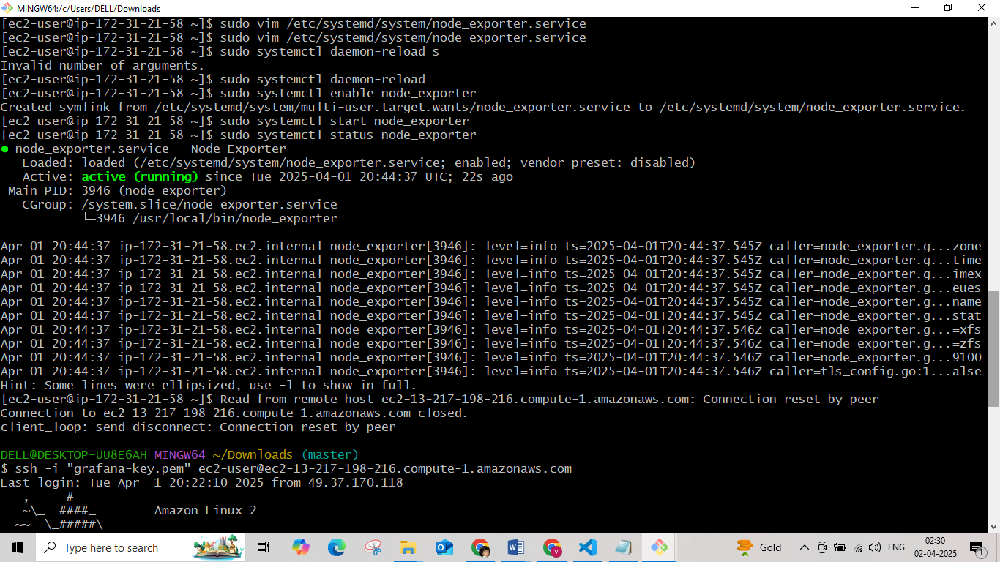 MINGW64:/c/Users/DELL/Downloads
[ec2-user@ip-172-31-21-58 ~]$ sudo vim /etc/systemd/system/node_exporter.service
[ec2-user@ip-172-31-21-58 ~]$ sudo vim /etc/systemd/system/node_exporter.service
[ec2-user@ip-172-31-21-58 ~]$ sudo systemctl daemon-reload s
Invalid number of arguments.
[ec2-user@ip-172-31-21-58 ~]$ sudo systemctl daemon-reload
[ec2-user@ip-172-31-21-58 ~]$ sudo systemctl enable node_exporter
Created symlink from /etc/systemd/system/multi-user.target.wants/node_exporter.service to /etc/systemd/system/node_exporter.service.
[ec2-user@ip-172-31-21-58 ~]$ sudo systemctl start node_exporter
[ec2-user@ip-172-31-21-58 ~]$ sudo systemctl status node_exporter
● node_exporter.service - Node Exporter
   Loaded: loaded (/etc/systemd/system/node_exporter.service; enabled; vendor preset: disabled)
   Active: active (running) since Tue 2025-04-01 20:44:37 UTC; 22s ago
 Main PID: 3946 (node_exporter)
   CGroup: /system.slice/node_exporter.service
           └─3946 /usr/local/bin/node_exporter

Apr 01 20:44:37 ip-172-31-21-58.ec2.internal node_exporter[3946]: level=info ts=2025-04-01T20:44:37.545Z caller=node_exporter.g...zone
Apr 01 20:44:37 ip-172-31-21-58.ec2.internal node_exporter[3946]: level=info ts=2025-04-01T20:44:37.545Z caller=node_exporter.g...time
Apr 01 20:44:37 ip-172-31-21-58.ec2.internal node_exporter[3946]: level=info ts=2025-04-01T20:44:37.545Z caller=node_exporter.g...imex
Apr 01 20:44:37 ip-172-31-21-58.ec2.internal node_exporter[3946]: level=info ts=2025-04-01T20:44:37.545Z caller=node_exporter.g...eues
Apr 01 20:44:37 ip-172-31-21-58.ec2.internal node_exporter[3946]: level=info ts=2025-04-01T20:44:37.545Z caller=node_exporter.g...name
Apr 01 20:44:37 ip-172-31-21-58.ec2.internal node_exporter[3946]: level=info ts=2025-04-01T20:44:37.545Z caller=node_exporter.g...stat
Apr 01 20:44:37 ip-172-31-21-58.ec2.internal node_exporter[3946]: level=info ts=2025-04-01T20:44:37.546Z caller=node_exporter.g...=xfs
Apr 01 20:44:37 ip-172-31-21-58.ec2.internal node_exporter[3946]: level=info ts=2025-04-01T20:44:37.546Z caller=node_exporter.g...=zfs
Apr 01 20:44:37 ip-172-31-21-58.ec2.internal node_exporter[3946]: level=info ts=2025-04-01T20:44:37.546Z caller=node_exporter.g...9100
Apr 01 20:44:37 ip-172-31-21-58.ec2.internal node_exporter[3946]: level=info ts=2025-04-01T20:44:37.546Z caller=tls_config.go:1...alse
Hint: Some lines were ellipsized, use -l to show in full.
[ec2-user@ip-172-31-21-58 ~]$ Read from remote host ec2-13-217-198-216.compute-1.amazonaws.com: Connection reset by peer
Connection to ec2-13-217-198-216.compute-1.amazonaws.com closed.
client_loop: send disconnect: Connection reset by peer

DELL@DESKTOP-UU8E6AH MINGW64 ~/Downloads (master)
$ ssh -i "grafana-key.pem" ec2-user@ec2-13-217-198-216.compute-1.amazonaws.com
Last login: Tue Apr  1 20:22:10 2025 from 49.37.170.118
   ,     #_
   ~\_  ####_        Amazon Linux 2
  ~~  \_#####\
Type here to search
Gold
ENG
02:30
02-04-2025
1